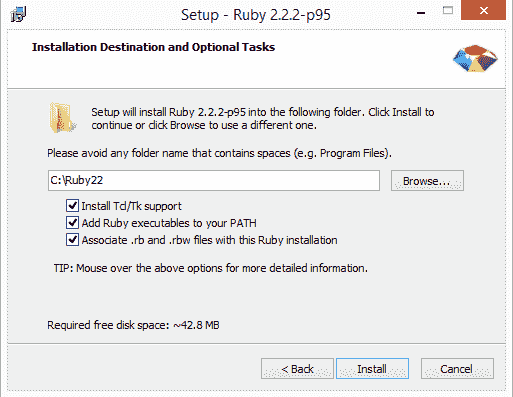 Setup - Ruby 2.2.2-p95
Installation Destination and Optional Tasks
Setup will install Ruby 2.2.2-p95 into the following folder. Click Install to
continue or click Browse to use a different one.
Please avoid any folder name that contains spaces (e.g. Program Files).
C:\Ruby22
Browse...
Install Tcl/Tk support
Add Ruby executables to your PATH
Associate .rb and .rbw files with this Ruby installation
TIP: Mouse over the above options for more detailed information.
Required free disk space: ~42.8 MB
< Back Install Cancel